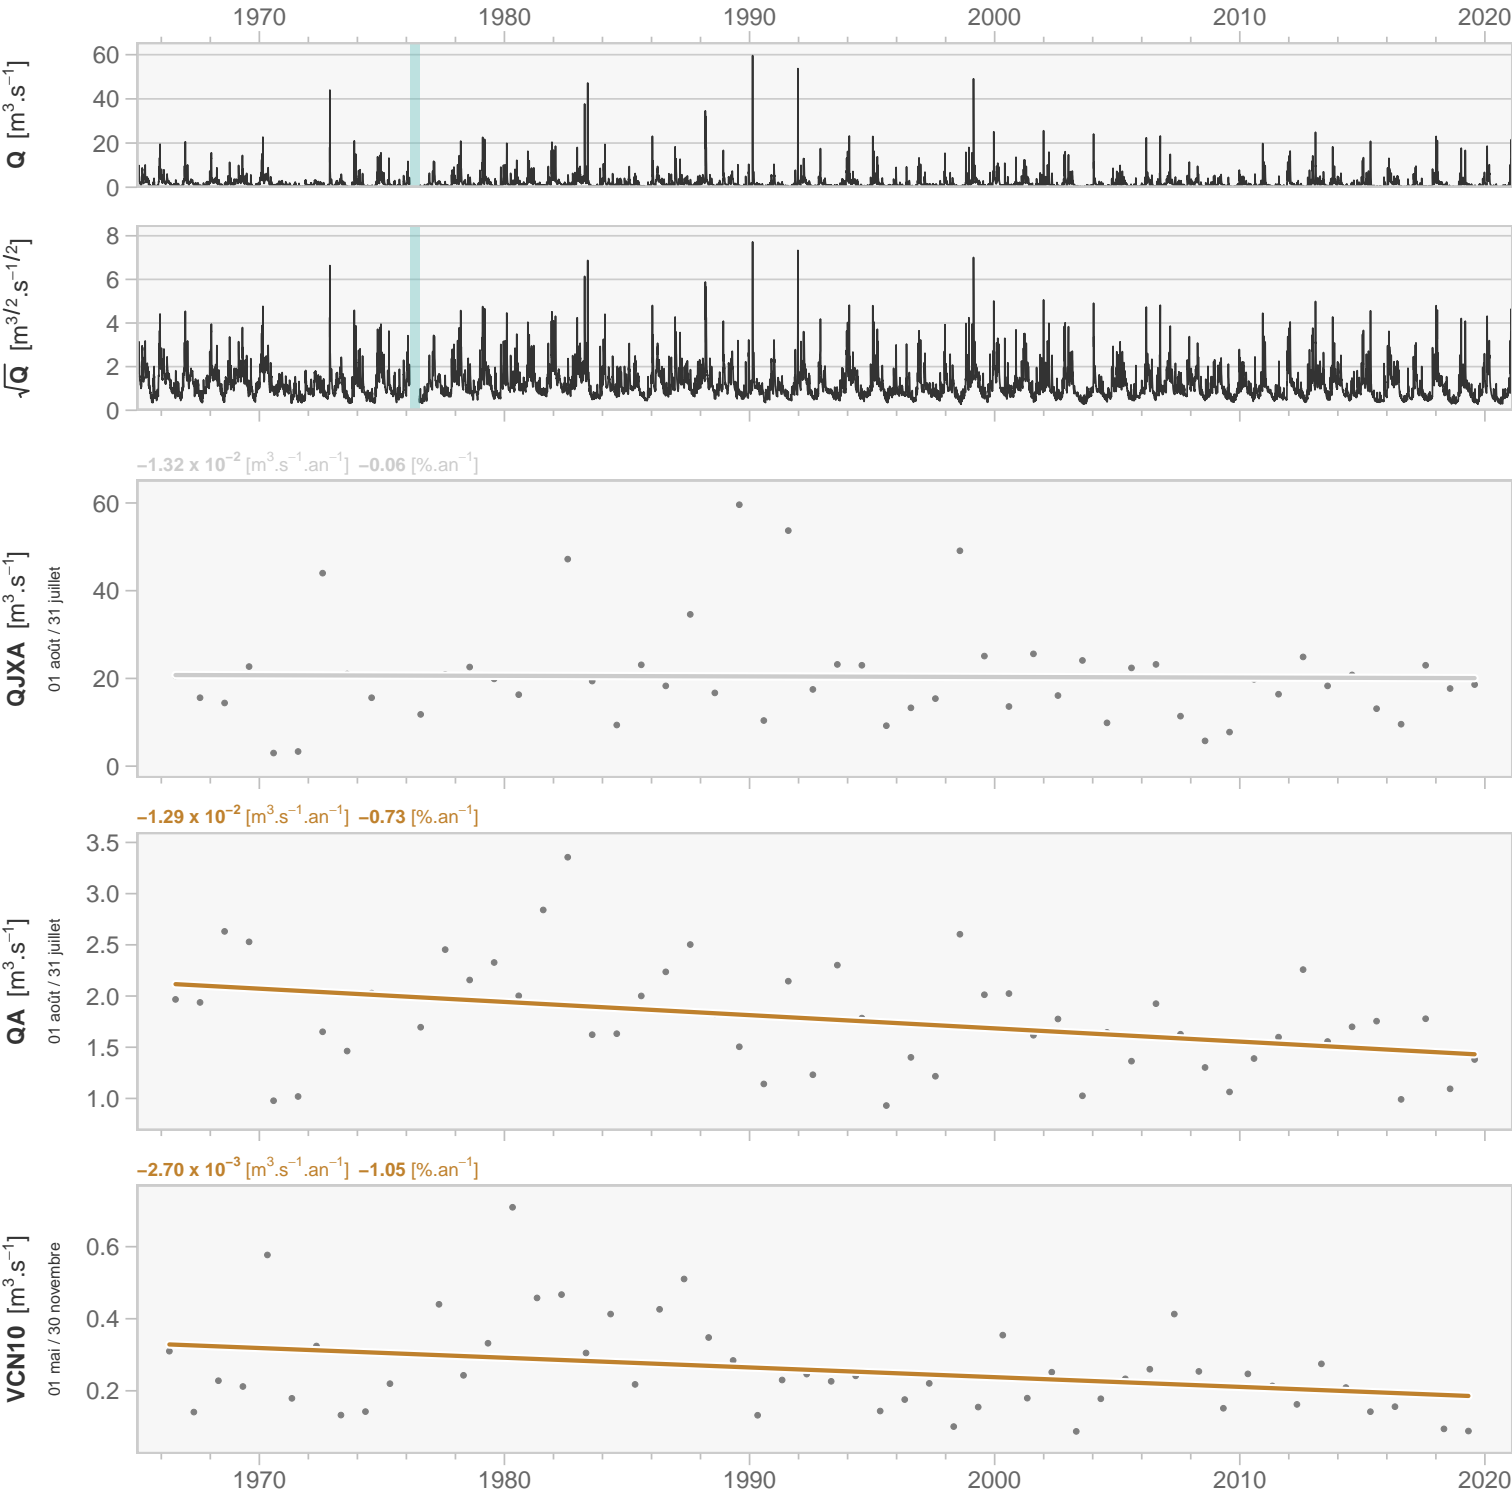 1970 1980 1990 2000 2010 2020
Q [m³.s⁻¹]
60
40
20
0
√Q [m³ᐟ².s⁻¹ᐟ²]
8
6
4
2
0
−1.32 x 10⁻² [m³.s⁻¹.an⁻¹] −0.06 [%.an⁻¹]
QJXA [m³.s⁻¹]
01 août / 31 juillet
60
40
20
0
−1.29 x 10⁻² [m³.s⁻¹.an⁻¹] −0.73 [%.an⁻¹]
QA [m³.s⁻¹]
01 août / 31 juillet
3.5
3.0
2.5
2.0
1.5
1.0
−2.70 x 10⁻³ [m³.s⁻¹.an⁻¹] −1.05 [%.an⁻¹]
VCN10 [m³.s⁻¹]
01 mai / 30 novembre
0.6
0.4
0.2
1970 1980 1990 2000 2010 2020